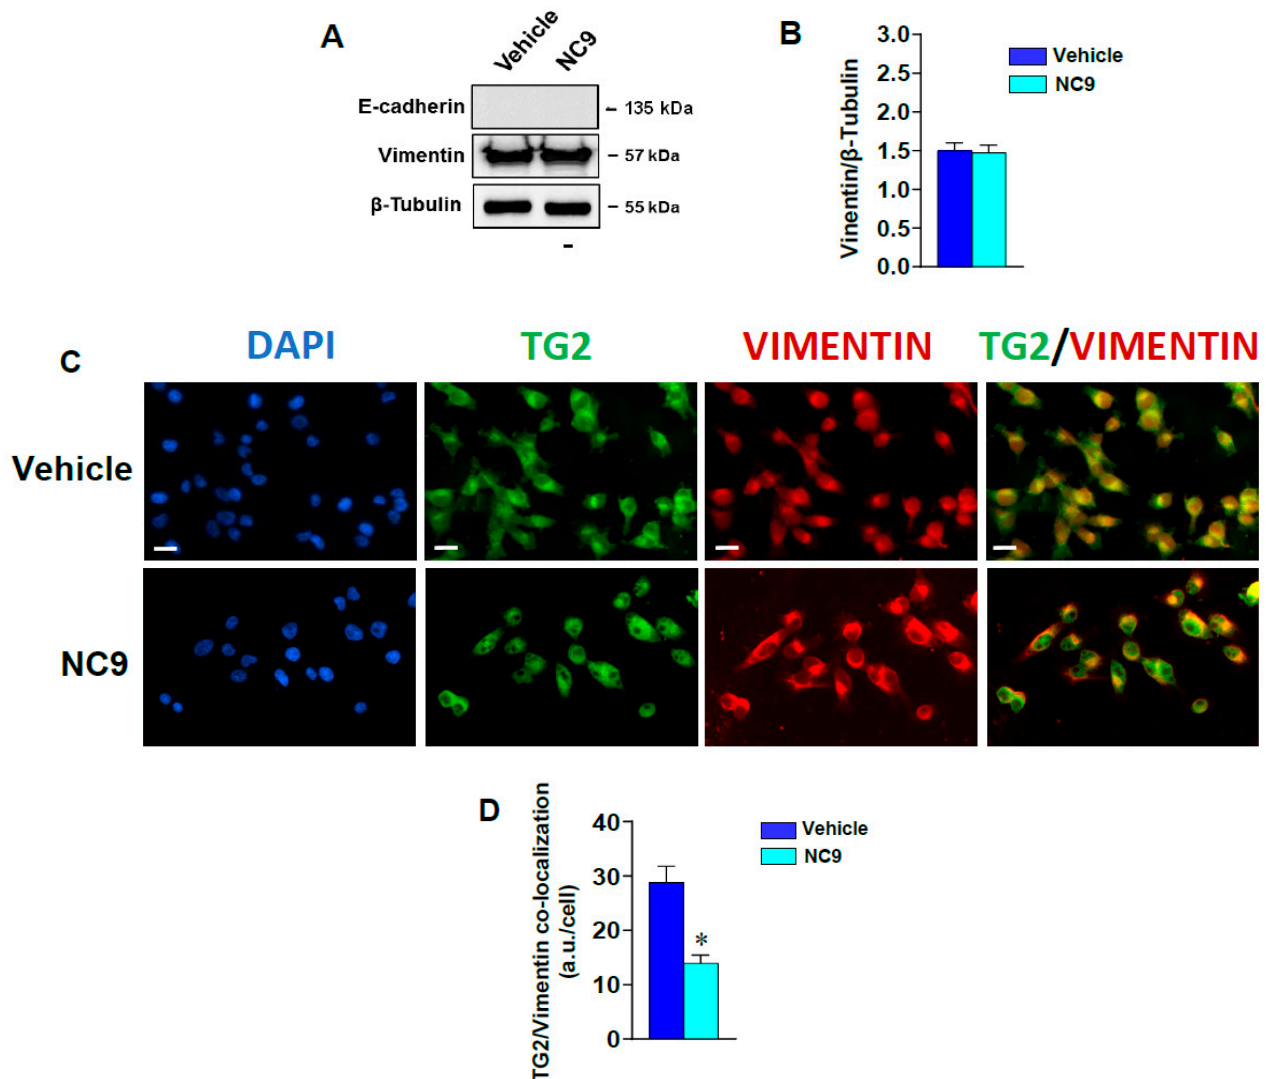 A
Vehicle
NC9
E-cadherin
– 135 kDa
Vimentin
– 57 kDa
β-Tubulin
– 55 kDa
-
B
Vinentin/β-Tubulin
3.0
2.5
2.0
1.5
1.0
0.5
0.0
Vehicle
NC9
C
DAPI
TG2
VIMENTIN
TG2/VIMENTIN
Vehicle
NC9
D
TG2/Vimentin co-localization
(a.u./cell)
40
30
20
10
0
*
Vehicle
NC9